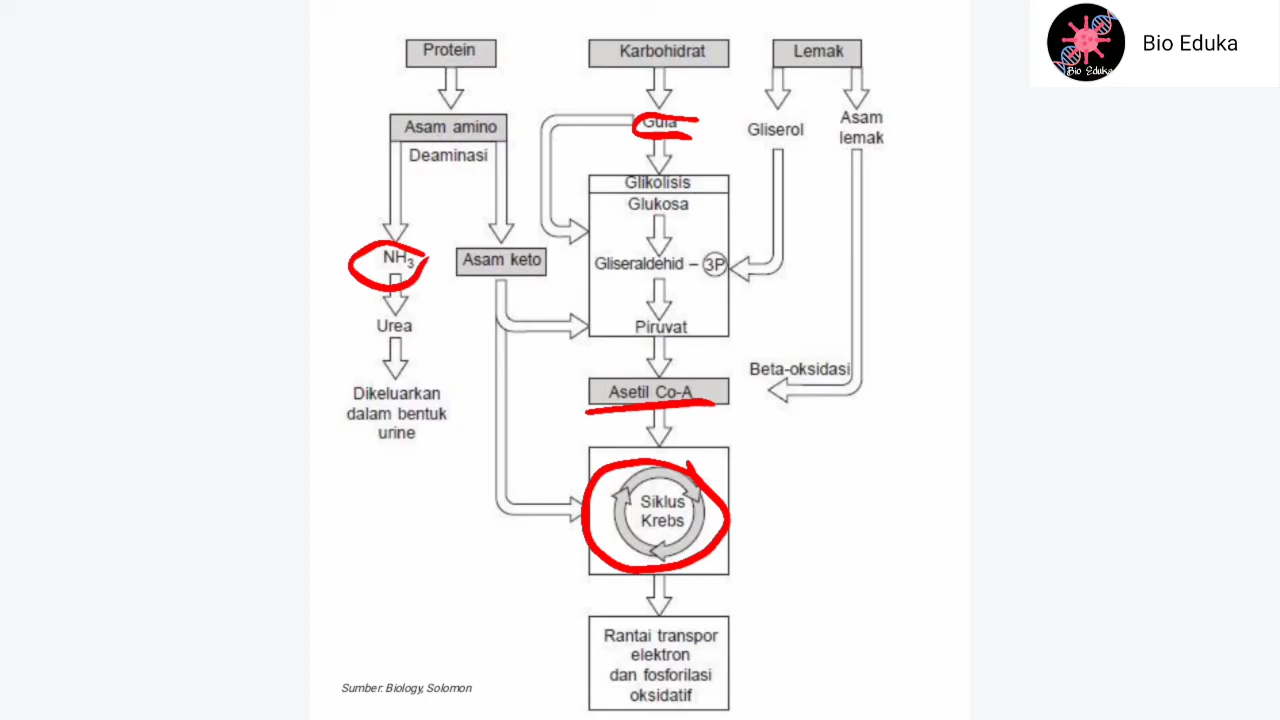 Bio Eduka
Bio Eduka
Protein
Karbohidrat
Lemak
Asam amino
Deaminasi
Gula
Gliserol
Asam
lemak
NH3
Asam keto
Urea
Dikeluarkan
dalam bentuk
urine
Glikolisis
Glukosa
Gliseraldehid – 3P
Piruvat
Beta-oksidasi
Asetil Co-A
Siklus
Krebs
Rantai transpor
elektron
dan fosforilasi
oksidatif
Sumber: Biology, Solomon